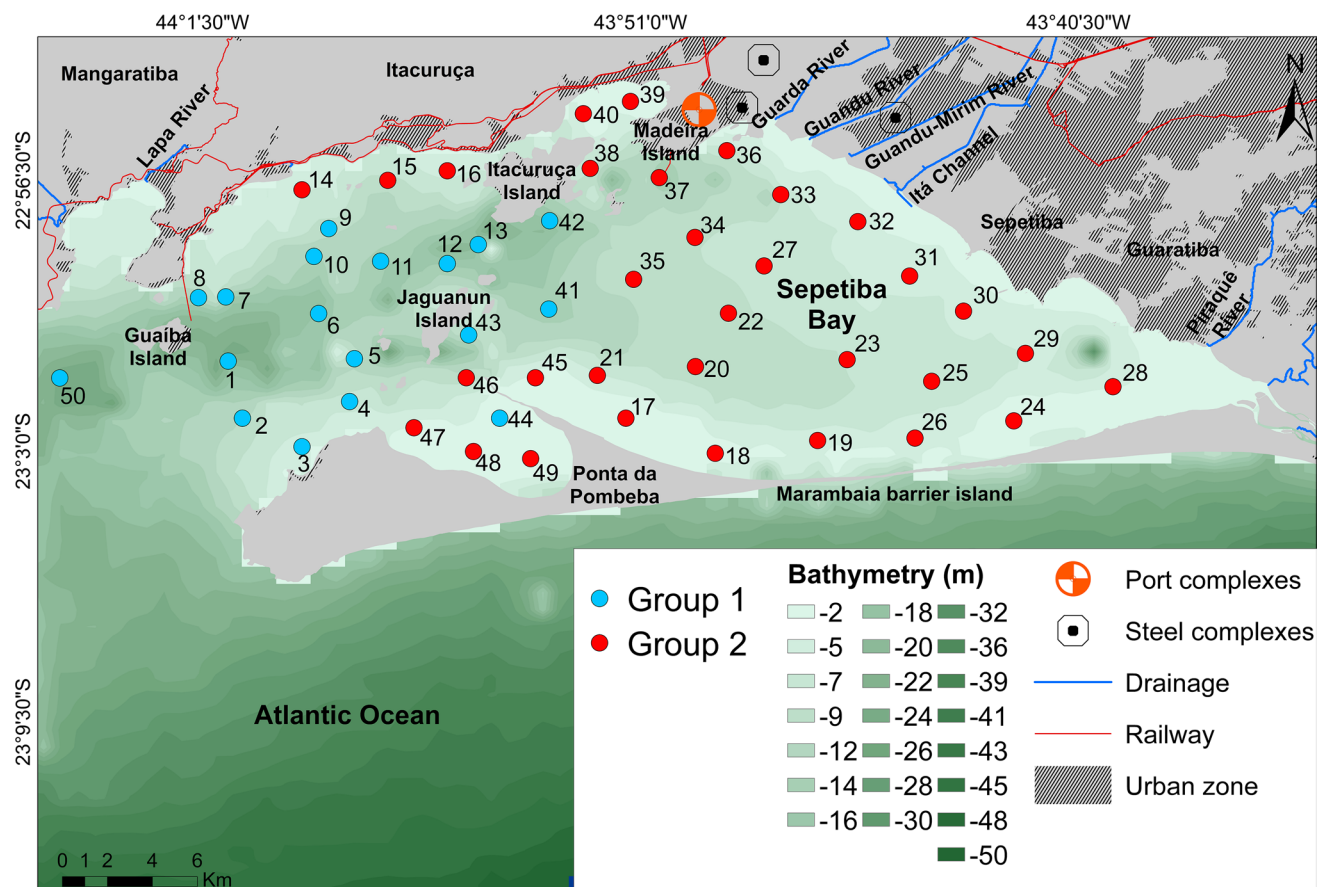 44°1'30"W
43°51'0"W
43°40'30"W
22°56'30"S
23°3'0"S
23°9'30"S
Mangaratiba
Itacuruça
Lapa River
Guarda River
Guandu River
Guandu-Mirim River
Itá Channel
N
Madeira
Island
Itacuruça
Island
Sepetiba
Guaratiba
Piraquê
River
Jaguanun
Island
Guaiba
Island
Sepetiba
Bay
Ponta da
Pombeba
Marambaia barrier island
Atlantic Ocean
39
40
38
36
37
15
16
14
33
42
32
9
13
34
12
10
11
27
31
35
8
7
41
30
6
22
43
5
29
1
23
50
21
20
45
46
25
28
4
2
44
17
24
47
26
3
19
48
49
18
Group 1
Group 2
Bathymetry (m)
-2
-5
-7
-9
-12
-14
-16
-18
-20
-22
-24
-26
-28
-30
-32
-36
-39
-41
-43
-45
-48
-50
Port complexes
Steel complexes
Drainage
Railway
Urban zone
0 1 2 4 6
Km